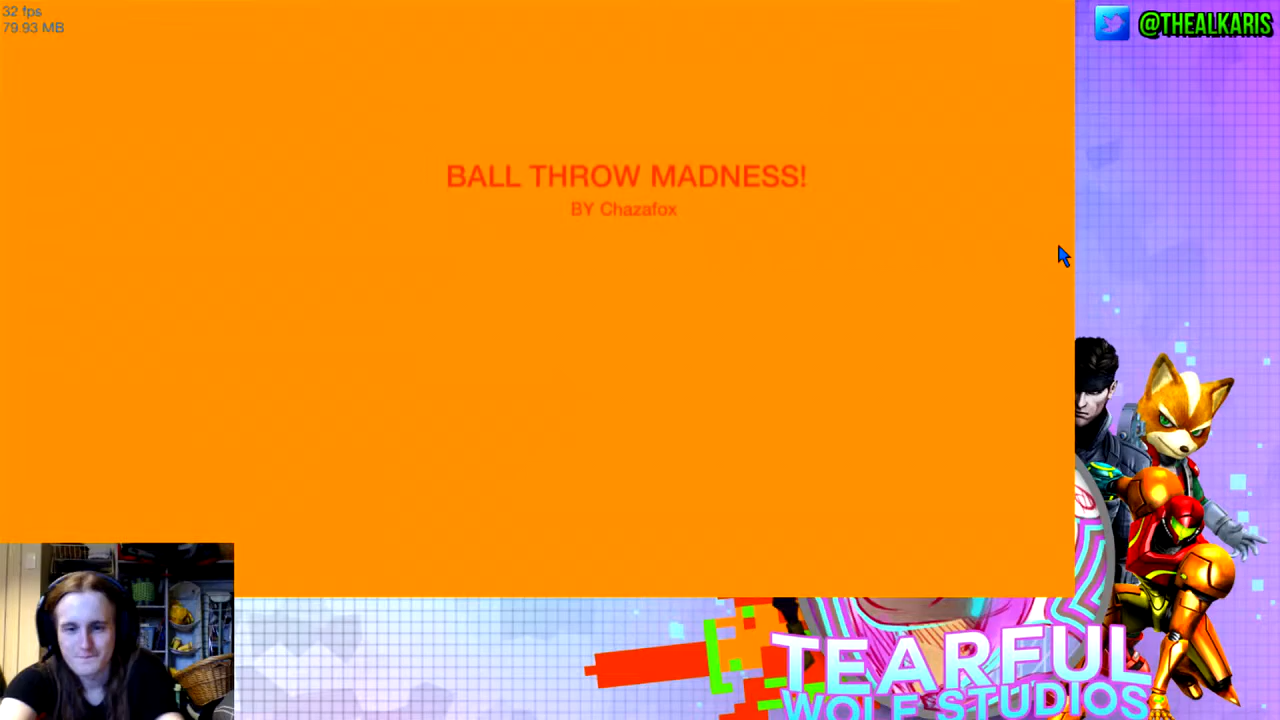 32 fps
79.93 MB
@THEALKARIS
BALL THROW MADNESS!
BY Chazafox
TEARFUL
WOLF STUDIOS